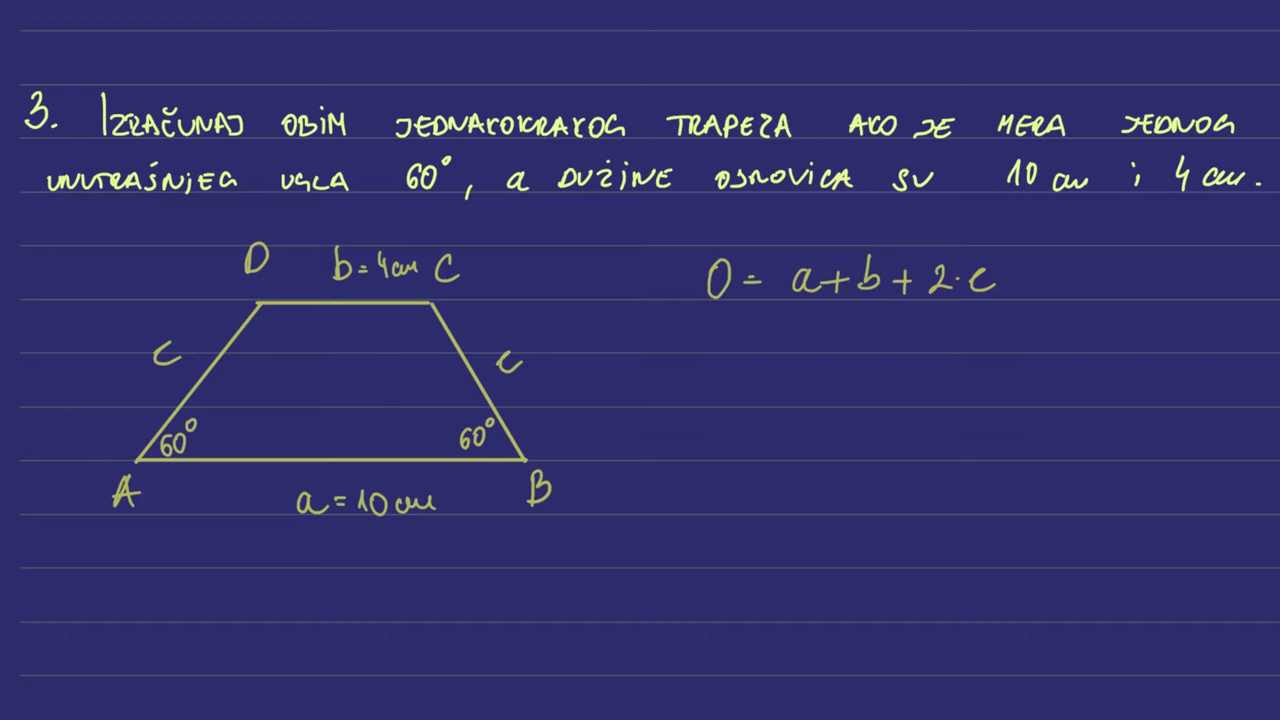 3. IZRAČUNAJ OBIM JEDNAKOKRAKOG TRAPEZA AKO JE MERA JEDNOG
UNUTRAŠNJEG UGLA 60°, a DUŽINE OSNOVICA SU 10 cm i 4 cm.
D b = 4cm C
O = a + b + 2·c
c c
60° 60°
A B
a = 10 cm